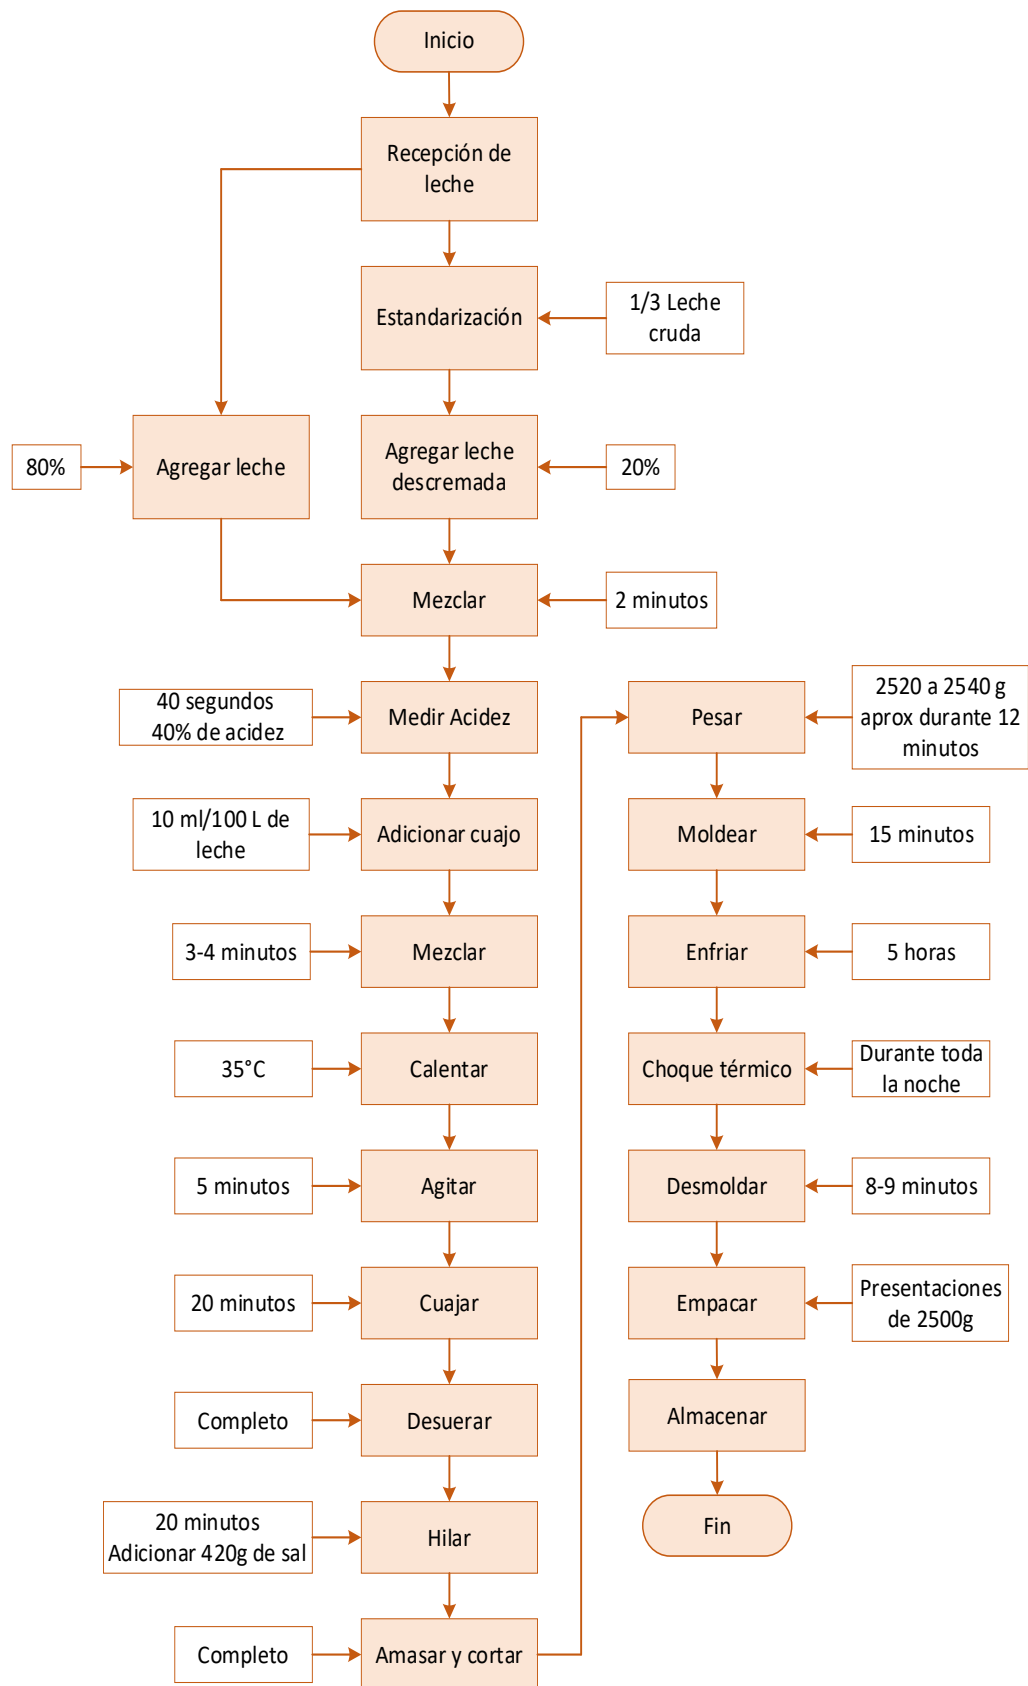 Inicio
Recepción de
leche
Estandarización
1/3 Leche
cruda
80%
Agregar leche
Agregar leche
descremada
20%
Mezclar
2 minutos
40 segundos
40% de acidez
Medir Acidez
10 ml/100 L de
leche
Adicionar cuajo
3-4 minutos
Mezclar
35°C
Calentar
5 minutos
Agitar
20 minutos
Cuajar
Completo
Desuerar
20 minutos
Adicionar 420g de sal
Hilar
Completo
Amasar y cortar
Pesar
2520 a 2540 g
aprox durante 12
minutos
Moldear
15 minutos
Enfriar
5 horas
Choque térmico
Durante toda
la noche
Desmoldar
8-9 minutos
Empacar
Presentaciones
de 2500g
Almacenar
Fin